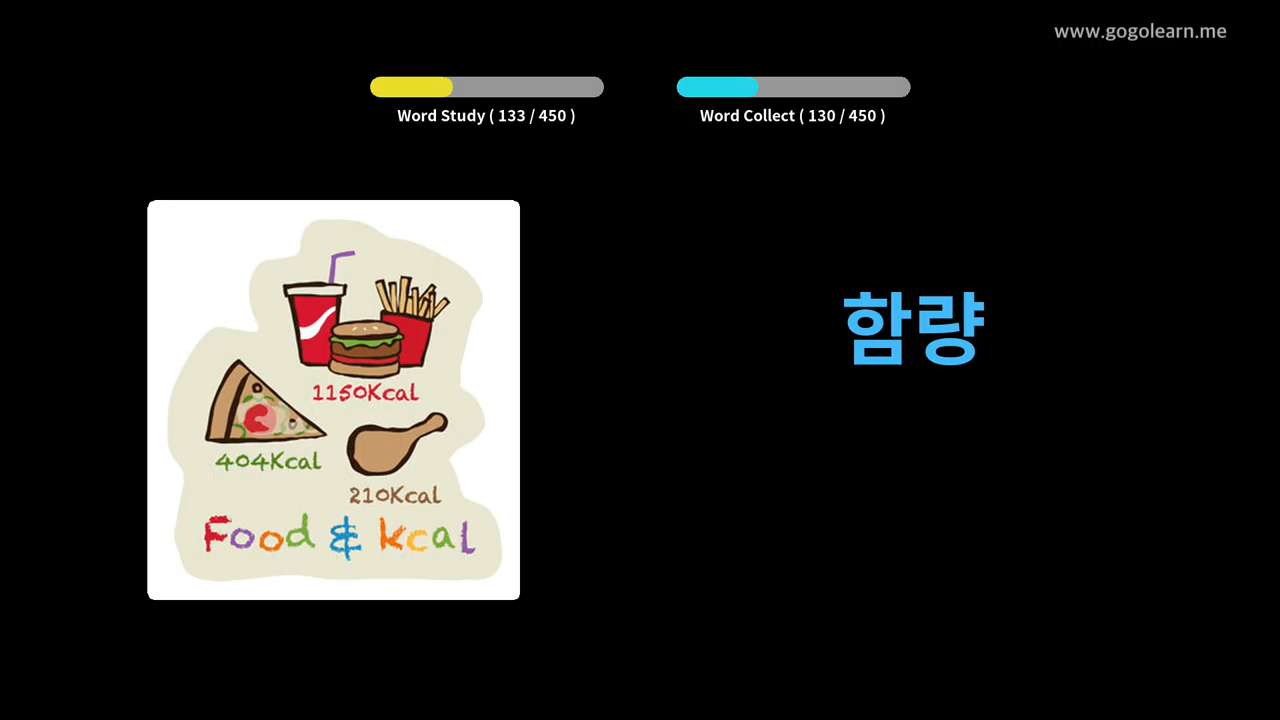 www.gogolearn.me
Word Study ( 133 / 450 )
Word Collect ( 130 / 450 )
1150Kcal
404Kcal
210Kcal
Food & kcal
함량